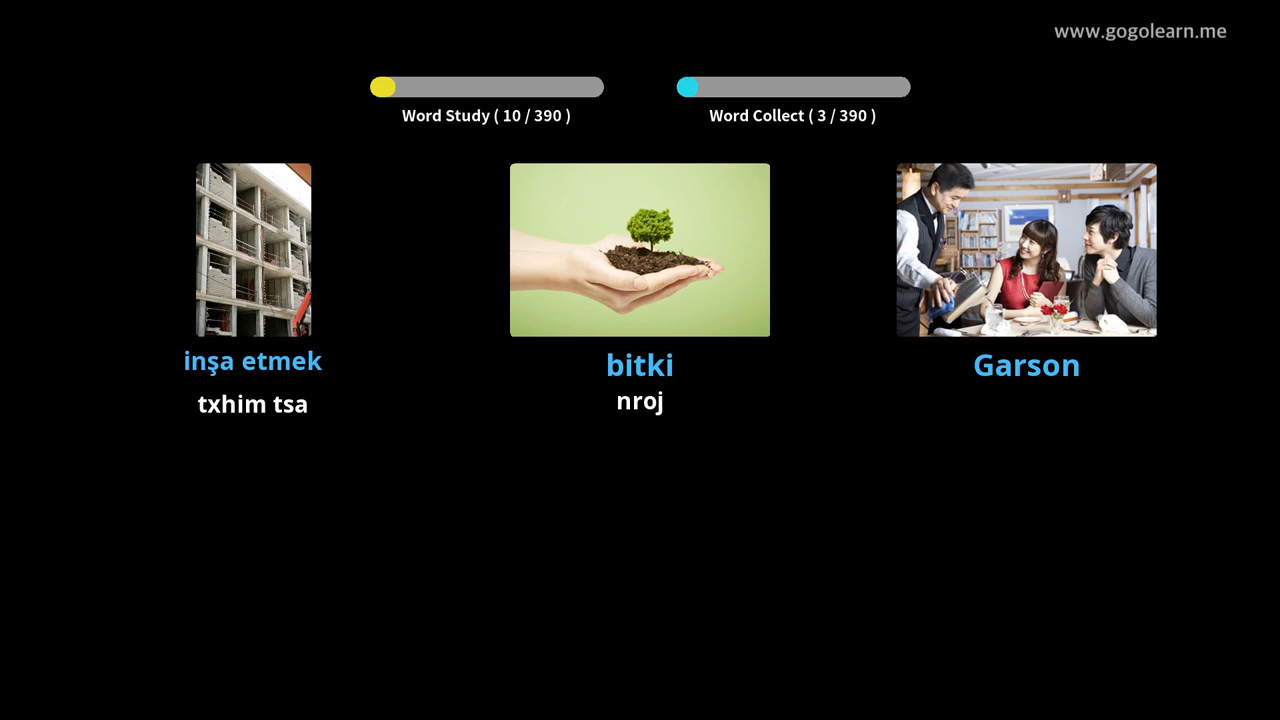 www.gogolearn.me
Word Study ( 10 / 390 )
Word Collect ( 3 / 390 )
inşa etmek
txhim tsa
bitki
nroj
Garson